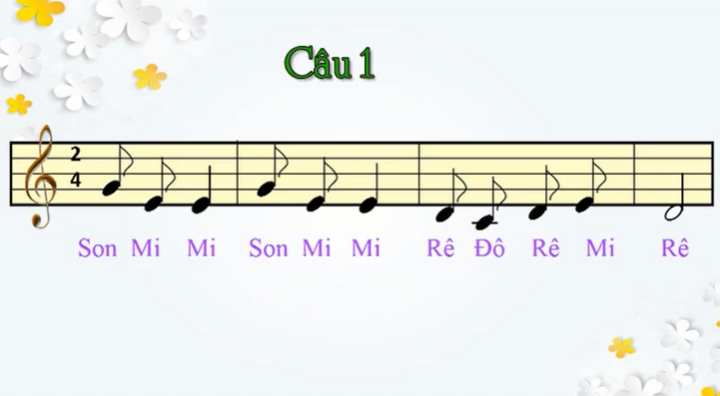 Câu 1
2
4
Son Mi Mi Son Mi Mi Rê Đô Rê Mi Rê